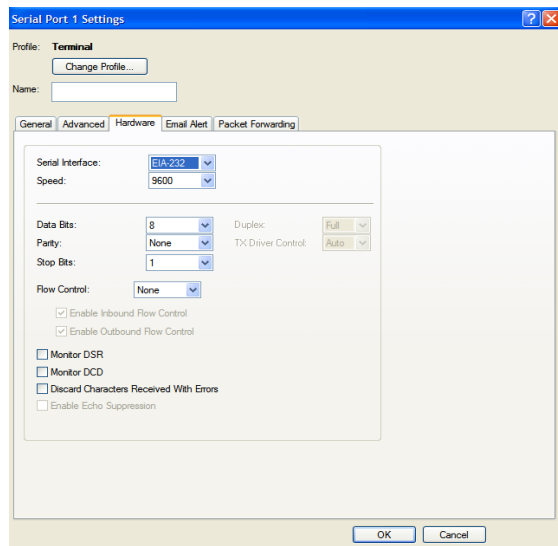 Serial Port 1 Settings
Profile: Terminal
Change Profile...
Name:
General Advanced Hardware Email Alert Packet Forwarding
Serial Interface: EIA-232
Speed: 9600
Data Bits: 8 Duplex: Full
Parity: None TX Driver Control: Auto
Stop Bits: 1
Flow Control: None
Enable Inbound Flow Control
Enable Outbound Flow Control
Monitor DSR
Monitor DCD
Discard Characters Received With Errors
Enable Echo Suppression
OK Cancel